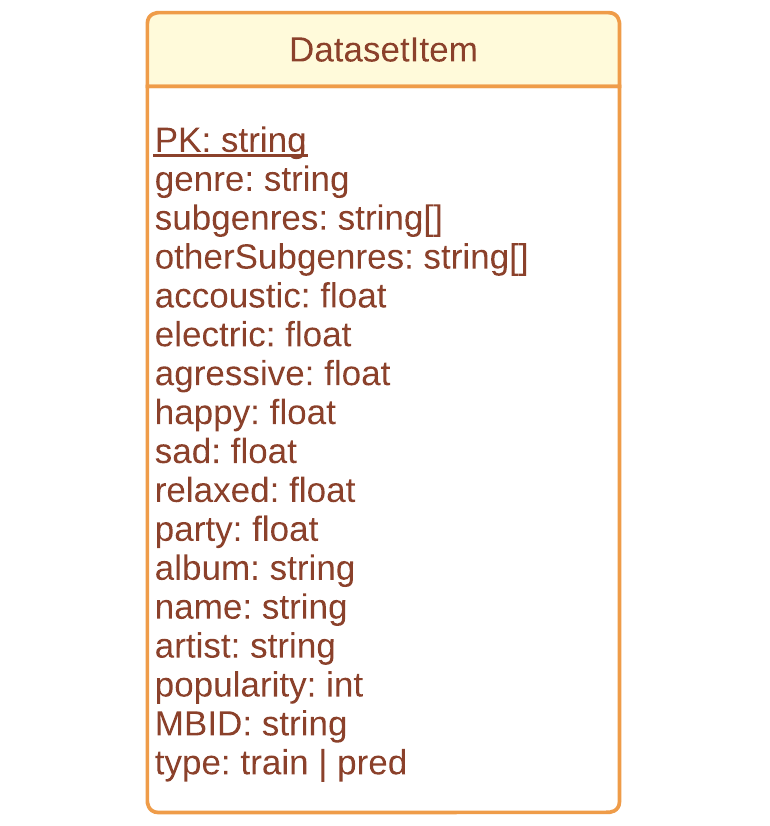 DatasetItem
PK: string
genre: string
subgenres: string[]
otherSubgenres: string[]
accoustic: float
electric: float
agressive: float
happy: float
sad: float
relaxed: float
party: float
album: string
name: string
artist: string
popularity: int
MBID: string
type: train | pred